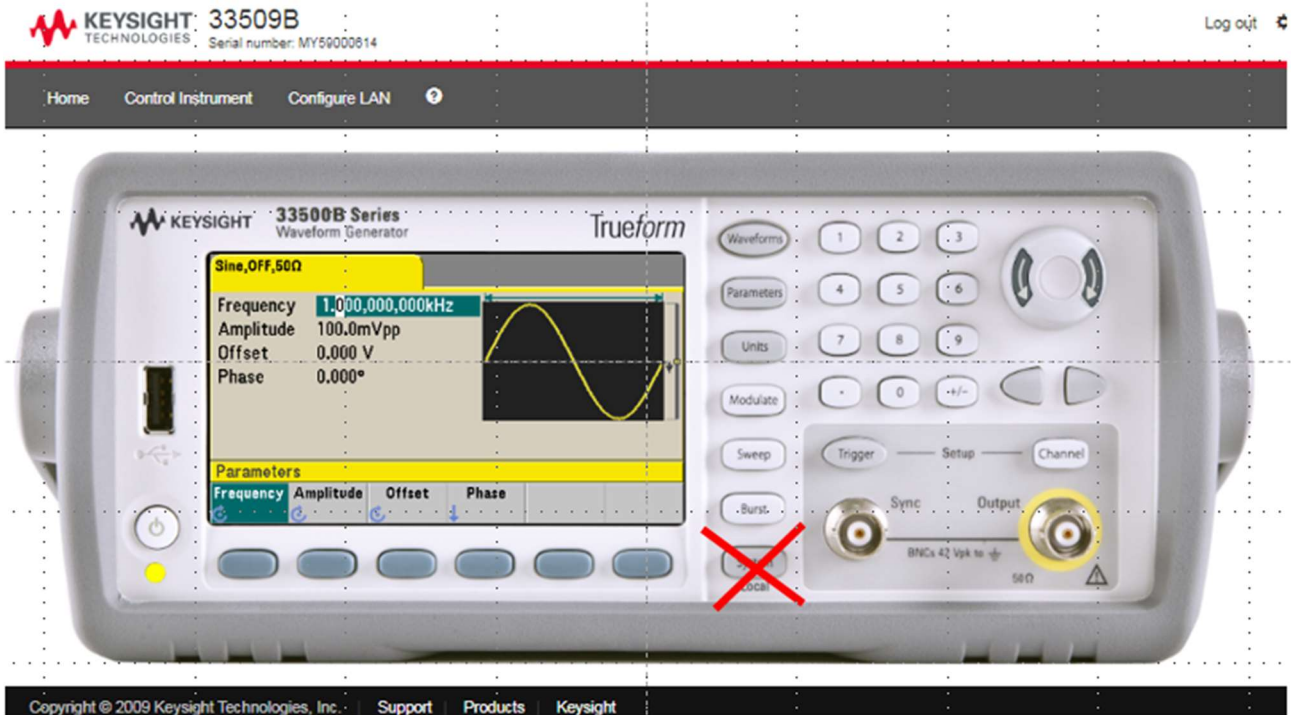 KEYSIGHT
TECHNOLOGIES
33509B
Serial number: MY59000614
Log out
Home Control Instrument Configure LAN ?
KEYSIGHT
33500B Series
Waveform Generator
Trueform
Sine,OFF,50Ω
Frequency 1.000,000,000kHz
Amplitude 100.0mVpp
Offset 0.000 V
Phase 0.000°
Parameters
Frequency Amplitude Offset Phase
Waveforms
Parameters
Units
Modulate
Sweep
Burst
Local
1 2 3
4 5 6
7 8 9
. 0 +/-
Trigger Setup Channel
Sync Output
BNCs 42 Vpk to
50Ω
Copyright © 2009 Keysight Technologies, Inc. Support Products Keysight